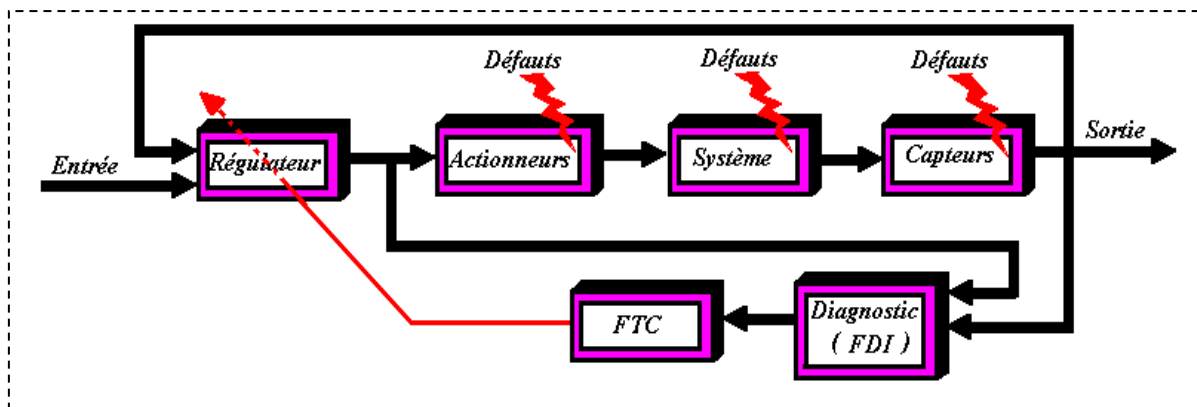 Défauts
Défauts
Défauts
Entrée
Régulateur
Actionneurs
Système
Capteurs
Sortie
FTC
Diagnostic
( FDI )